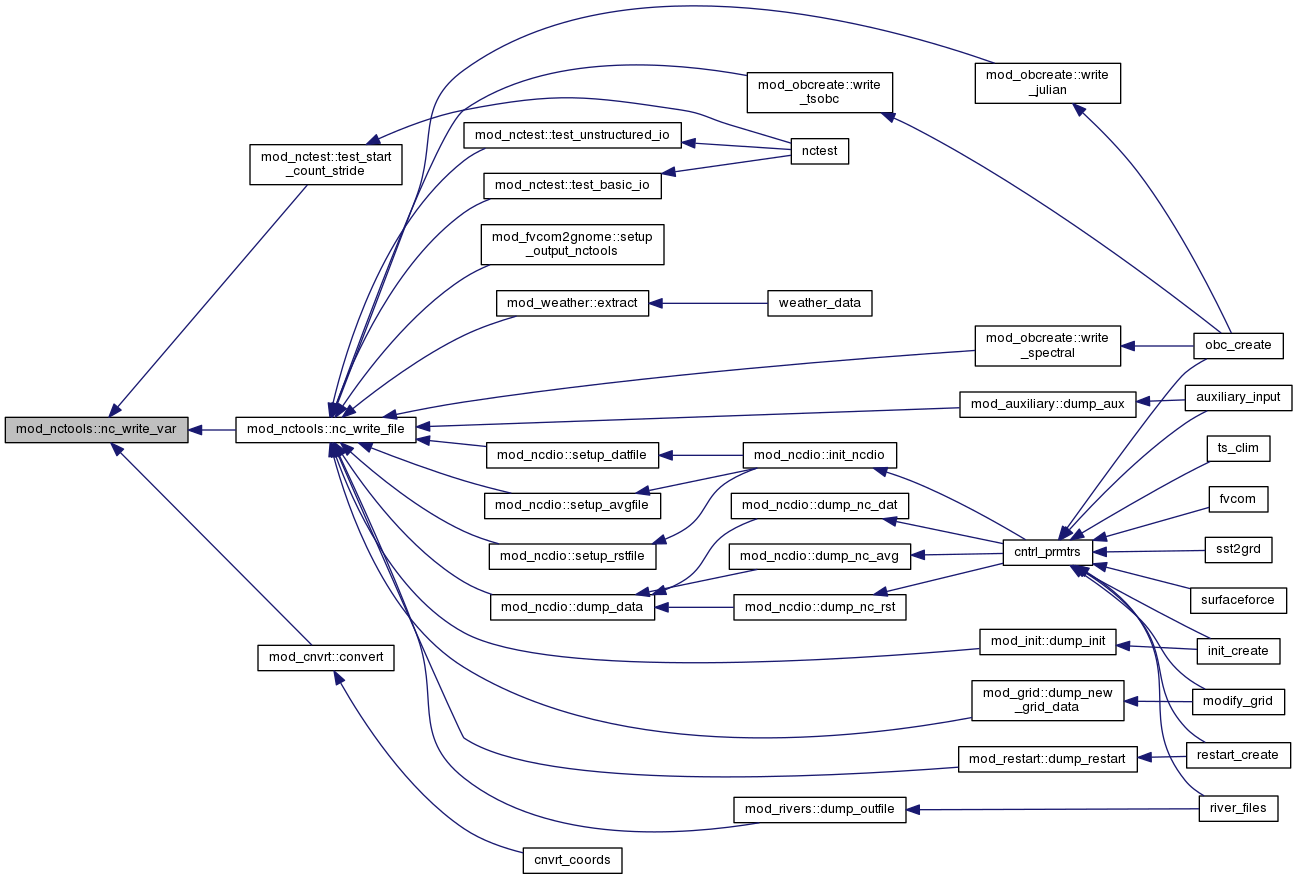 mod_obcreate::write
_julian
mod_obcreate::write
_tsobc
mod_nctest::test_unstructured_io
nctest
mod_nctest::test_start
_count_stride
mod_nctest::test_basic_io
mod_fvcom2gnome::setup
_output_nctools
mod_weather::extract
weather_data
mod_obcreate::write
_spectral
obc_create
mod_auxiliary::dump_aux
auxiliary_input
mod_nctools::nc_write_var
mod_nctools::nc_write_file
mod_ncdio::setup_datfile
mod_ncdio::init_ncdio
ts_clim
mod_ncdio::setup_avgfile
mod_ncdio::dump_nc_dat
fvcom
mod_ncdio::setup_rstfile
mod_ncdio::dump_nc_avg
cntrl_prmtrs
sst2grd
mod_ncdio::dump_data
mod_ncdio::dump_nc_rst
surfaceforce
mod_init::dump_init
init_create
mod_cnvrt::convert
mod_grid::dump_new
_grid_data
modify_grid
mod_restart::dump_restart
restart_create
mod_rivers::dump_outfile
river_files
cnvrt_coords